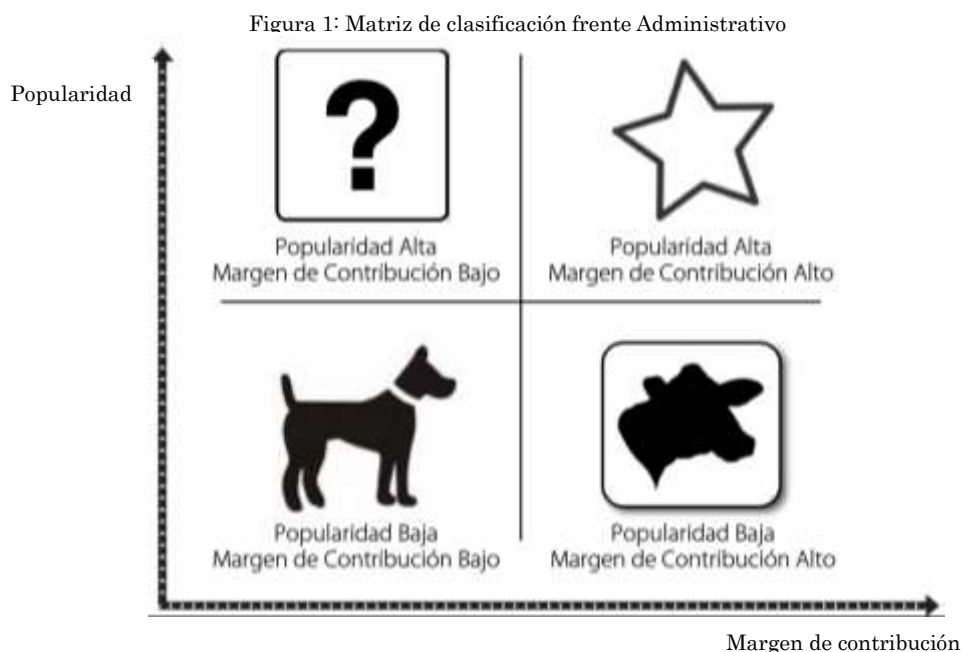 Figura 1: Matriz de clasificación frente Administrativo
Popularidad
?
Popularidad Alta
Margen de Contribución Bajo
Popularidad Alta
Margen de Contribución Alto
Popularidad Baja
Margen de Contribución Bajo
Popularidad Baja
Margen de Contribución Alto
Margen de contribución